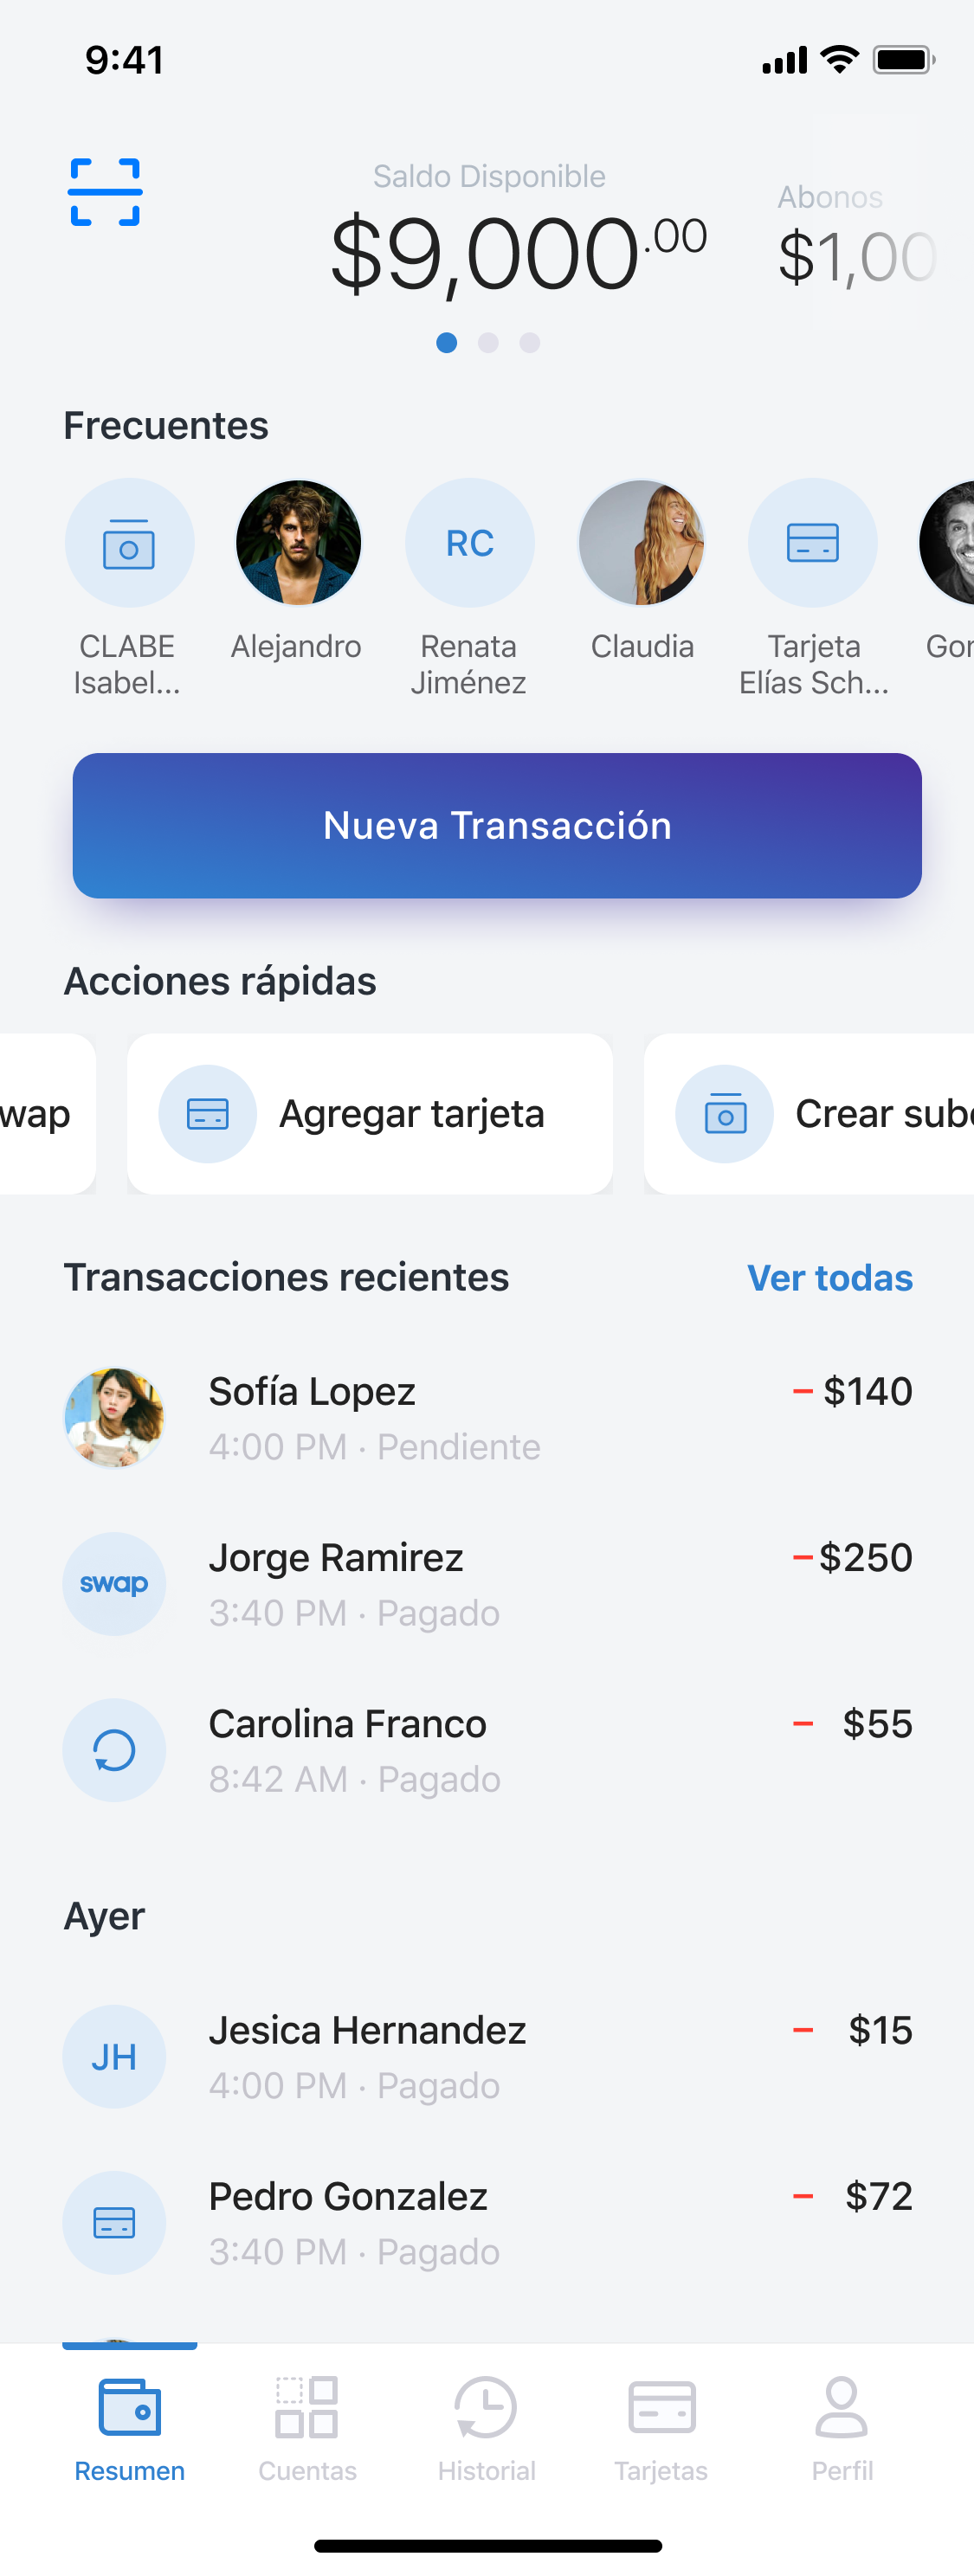 9:41
Saldo Disponible
$9,000.00
Abonos
$1,00
Frecuentes
RC
CLABE
Isabel...
Alejandro
Renata
Jiménez
Claudia
Tarjeta
Elías Sch...
Gon
Nueva Transacción
Acciones rápidas
wap
Agregar tarjeta
Crear subc
Transacciones recientes
Ver todas
Sofía Lopez
– $140
4:00 PM · Pendiente
swap
Jorge Ramirez
– $250
3:40 PM · Pagado
Carolina Franco
– $55
8:42 AM · Pagado
Ayer
JH
Jesica Hernandez
– $15
4:00 PM · Pagado
Pedro Gonzalez
– $72
3:40 PM · Pagado
Resumen
Cuentas
Historial
Tarjetas
Perfil